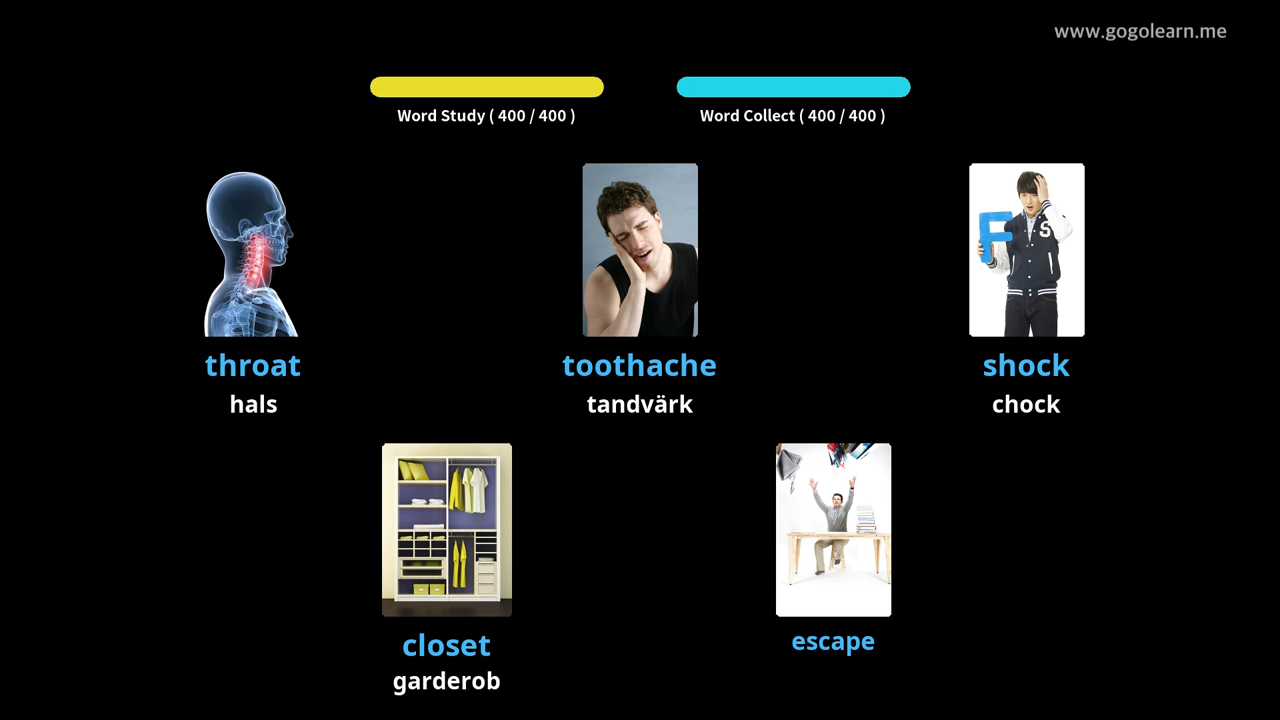 www.gogolearn.me
Word Study ( 400 / 400 )
Word Collect ( 400 / 400 )
F
S
throat
toothache
shock
hals
tandvärk
chock
closet
escape
garderob